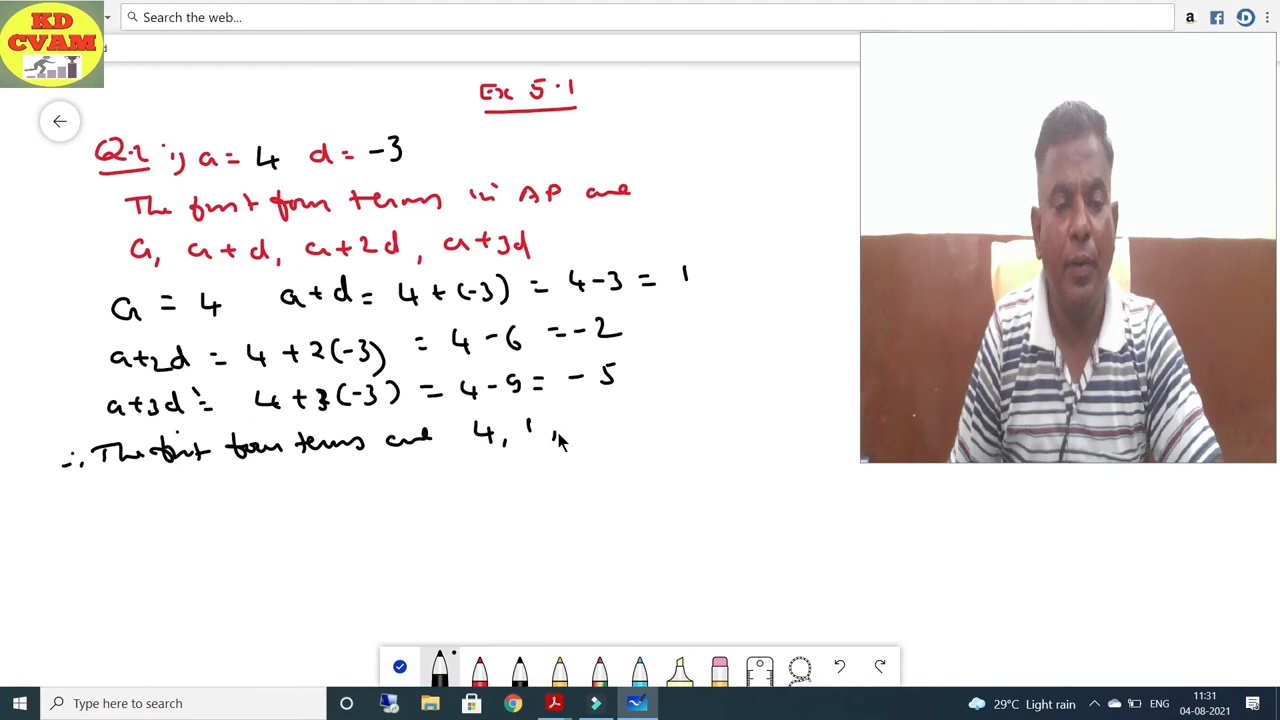 KD
CVAM
Search the web...
d
Ex 5.1
Q.2 i) a = 4 d = -3
The first four terms in AP are
a, a+d, a+2d, a+3d
a = 4 a+d = 4+(-3) = 4-3 = 1
a+2d = 4+2(-3) = 4-6 = -2
a+3d = 4+3(-3) = 4-9 = -5
∴ The first four terms are 4, 1,
Type here to search
29°C Light rain
ENG
11:31
04-08-2021